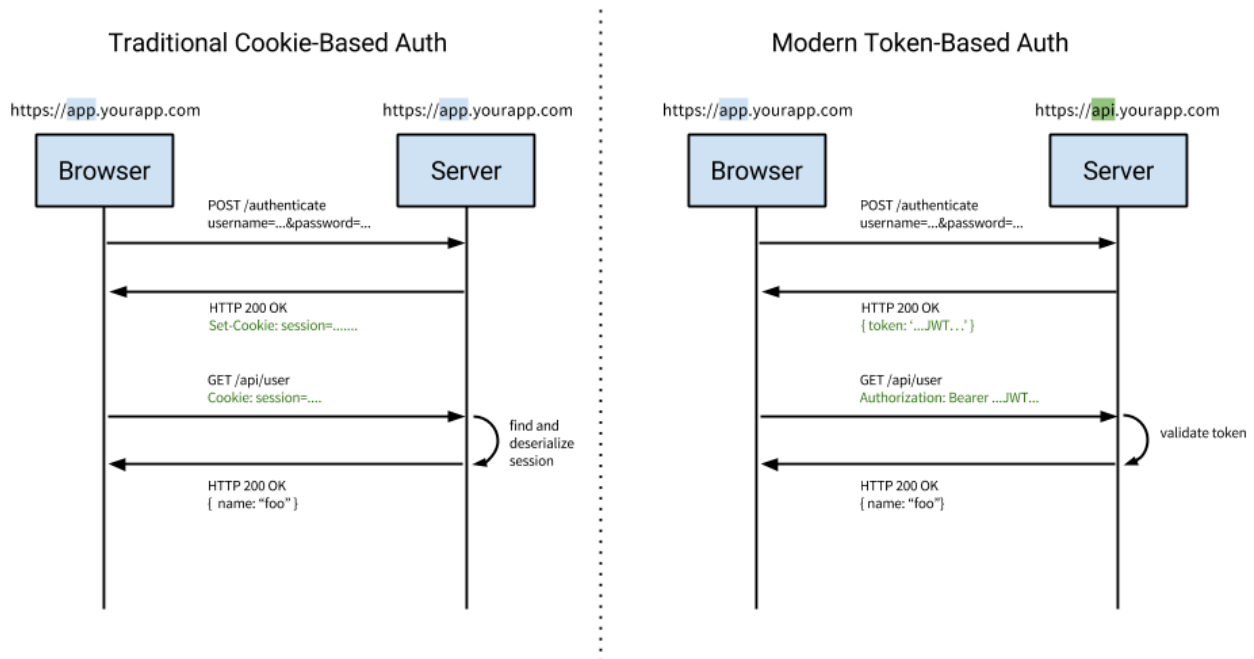 Traditional Cookie-Based Auth
https://app.yourapp.com
https://app.yourapp.com
Browser
Server
POST /authenticate
username=...&password=...
HTTP 200 OK
Set-Cookie: session=.......
GET /api/user
Cookie: session=....
find and
deserialize
session
HTTP 200 OK
{ name: “foo” }
Modern Token-Based Auth
https://app.yourapp.com
https://api.yourapp.com
Browser
Server
POST /authenticate
username=...&password=...
HTTP 200 OK
{ token: ‘...JWT...’ }
GET /api/user
Authorization: Bearer ...JWT...
validate token
HTTP 200 OK
{ name: “foo”}